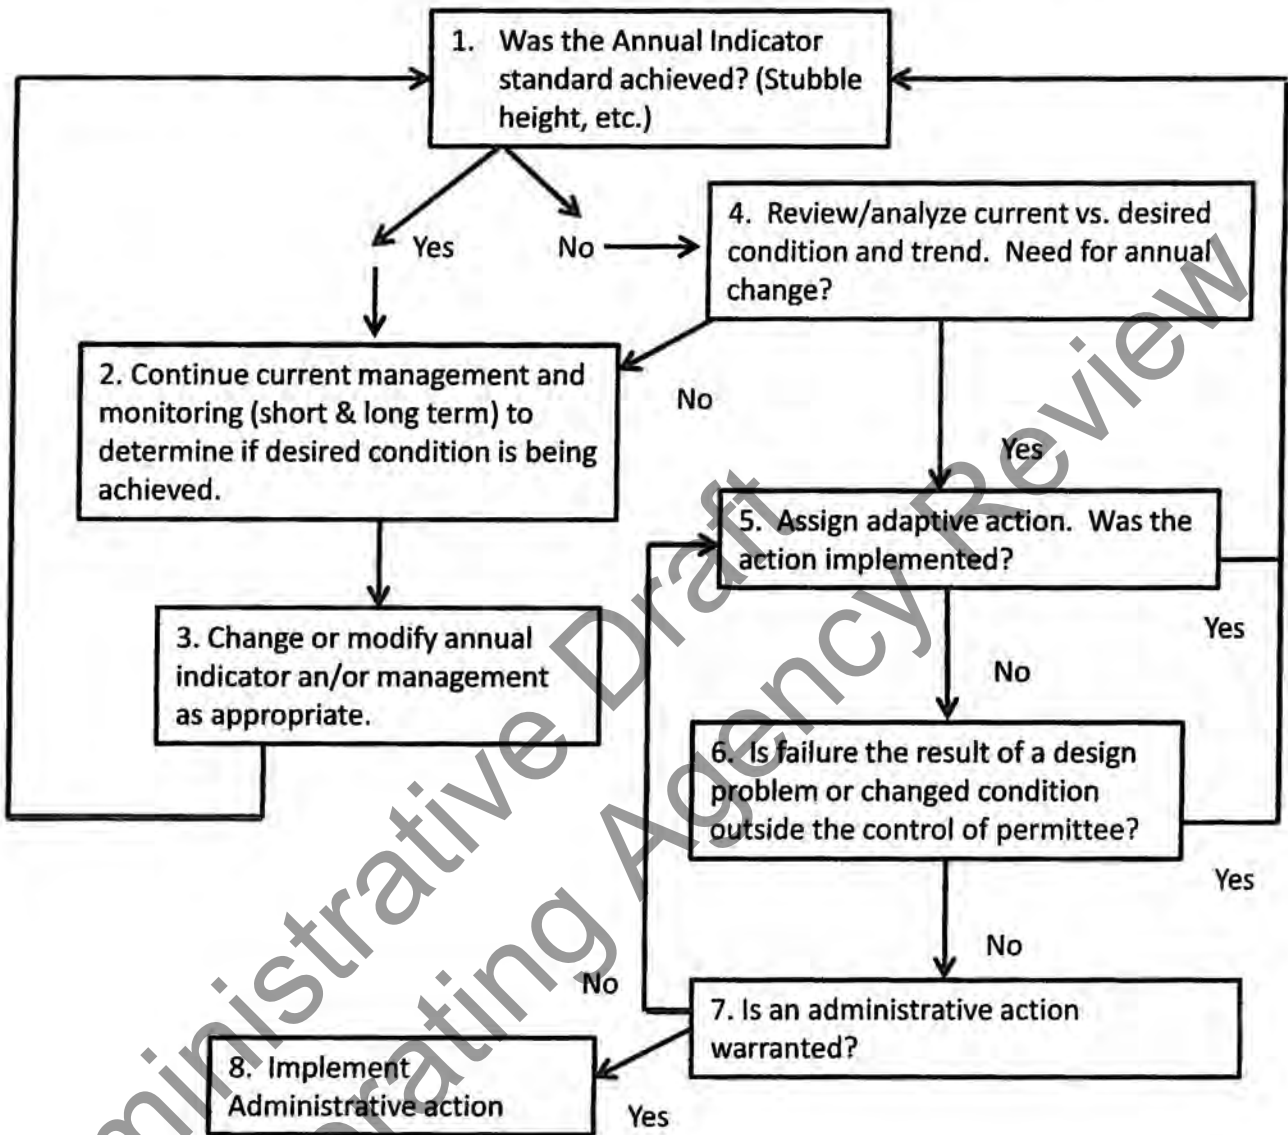 1. Was the Annual Indicator
standard achieved? (Stubble
height, etc.)
Yes
No
4. Review/analyze current vs. desired
condition and trend. Need for annual
change?
2. Continue current management and
monitoring (short & long term) to
determine if desired condition is being
achieved.
No
Yes
5. Assign adaptive action. Was the
action implemented?
3. Change or modify annual
indicator an/or management
as appropriate.
Yes
No
6. Is failure the result of a design
problem or changed condition
outside the control of permittee?
Yes
No
No
7. Is an administrative action
warranted?
8. Implement
Administrative action
Yes
ministrative Draft
erating Agency Review